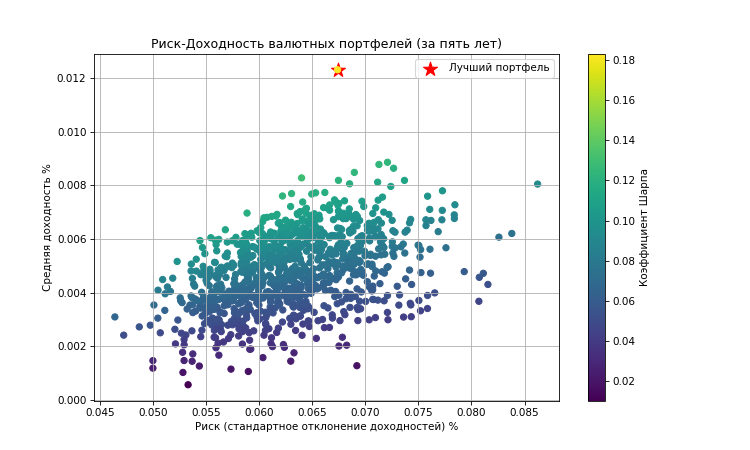 Риск-Доходность валютных портфелей (за пять лет)
Лучший портфель
Средняя доходность %
0.012
0.010
0.008
0.006
0.004
0.002
0.000
0.045 0.050 0.055 0.060 0.065 0.070 0.075 0.080 0.085
Риск (стандартное отклонение доходностей) %
0.18
0.16
0.14
0.12
0.10
0.08
0.06
0.04
0.02
Коэффициент Шарпа